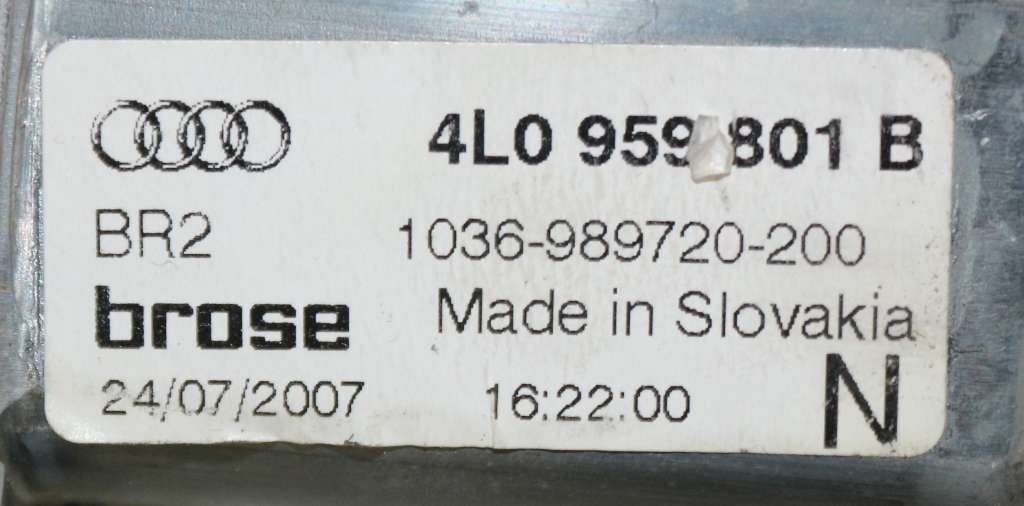 4L0 959 801 B
BR2 1036-989720-200
brose Made in Slovakia
24/07/2007 16:22:00 N